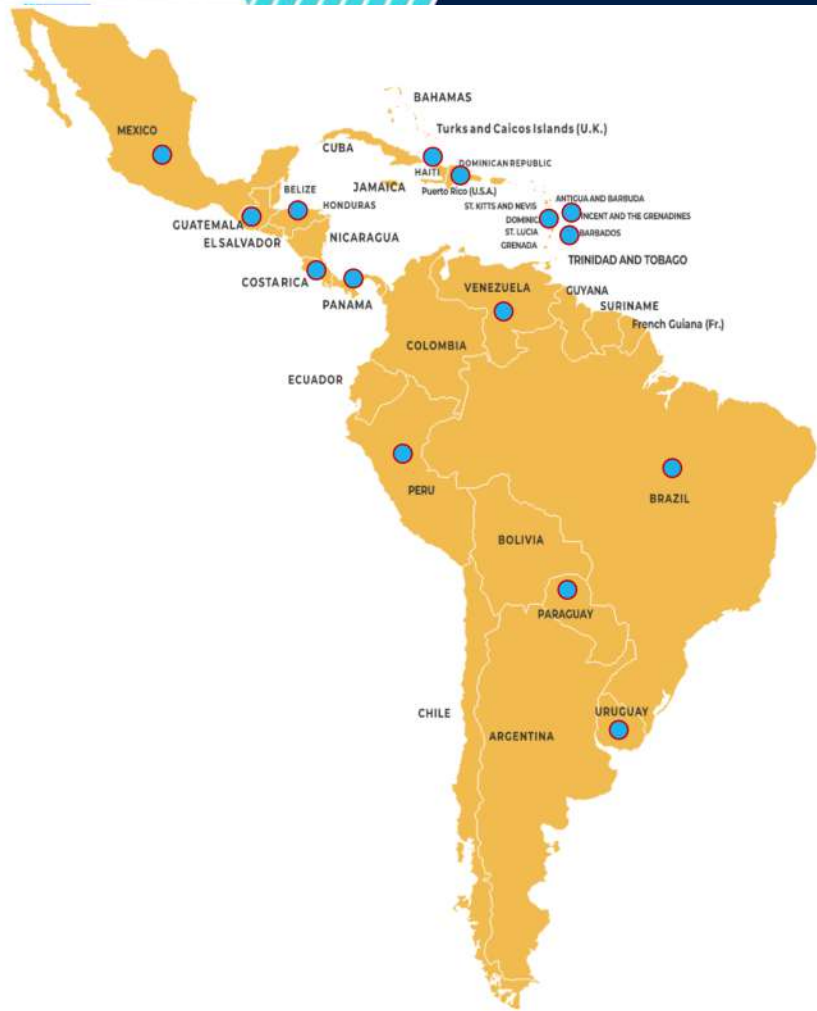 BAHAMAS
Turks and Caicos Islands (U.K.)
MEXICO
CUBA
HAITI
DOMINICAN REPUBLIC
JAMAICA
Puerto Rico (U.S.A.)
BELIZE
HONDURAS
ST. KITTS AND NEVIS
ANTIGUA AND BARBUDA
GUATEMALA
DOMINIC
INCENT AND THE GRENADINES
EL SALVADOR
NICARAGUA
ST. LUCIA
BARBADOS
GRENADA
TRINIDAD AND TOBAGO
COSTA RICA
PANAMA
VENEZUELA
GUYANA
SURINAME
French Guiana (Fr.)
COLOMBIA
ECUADOR
PERU
BRAZIL
BOLIVIA
PARAGUAY
CHILE
URUGUAY
ARGENTINA